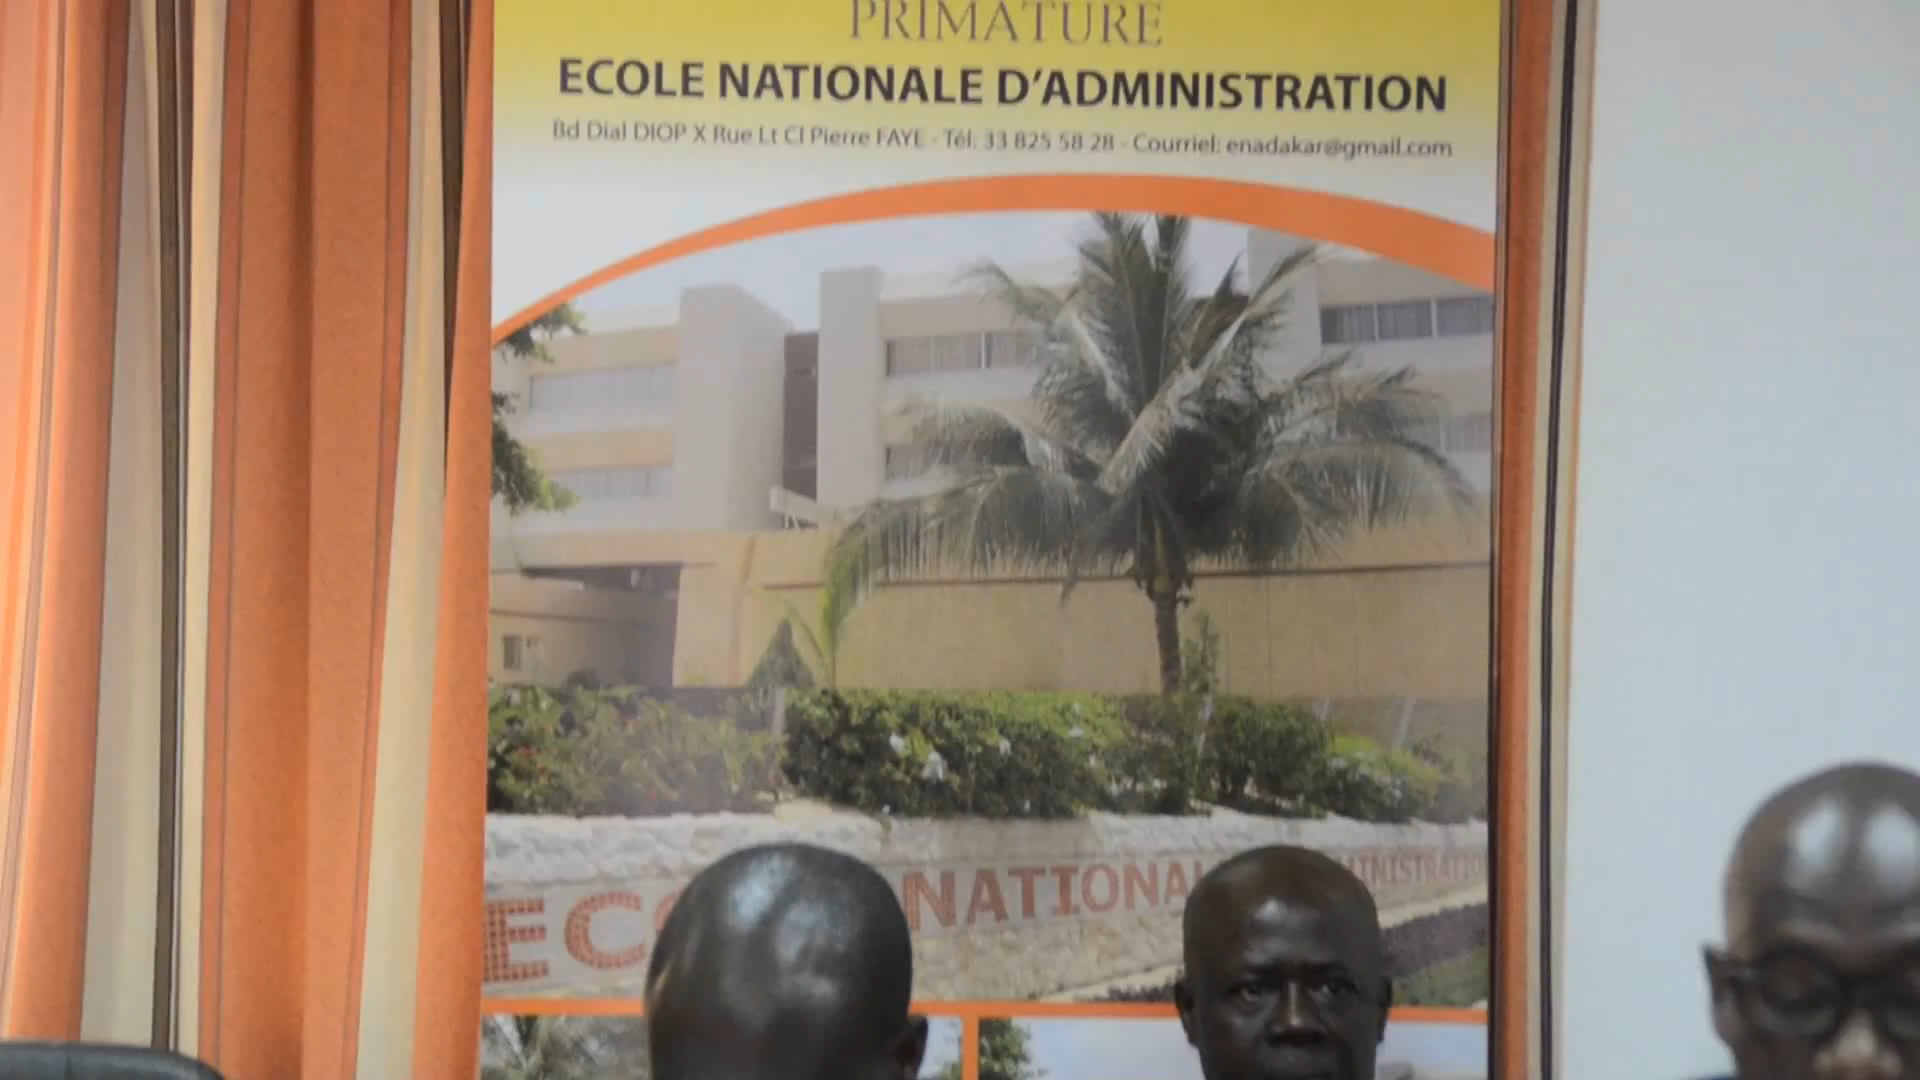 PRIMATURE
ECOLE NATIONALE D'ADMINISTRATION
Bd Dial DIOP X Rue Lt Cl Pierre FAYE - Tél: 33 825 58 28 - Courriel: enadakar@gmail.com
NATIONAL